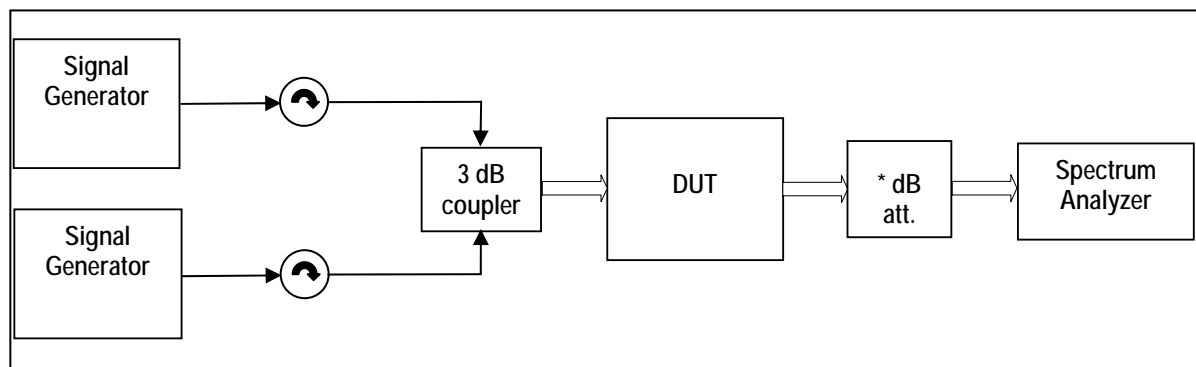 Signal
Generator
3 dB
coupler
DUT
* dB
att.
Spectrum
Analyzer
Signal
Generator